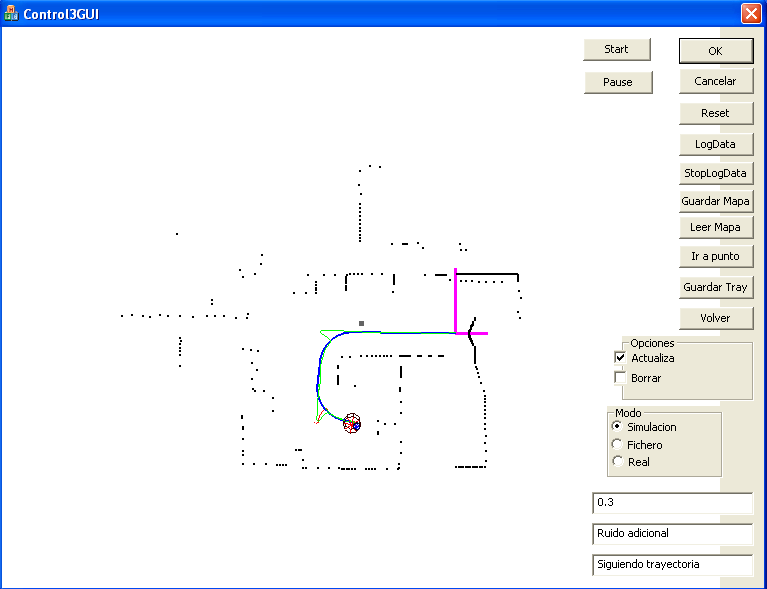 Control3GUI
Start
OK
Pause
Cancelar
Reset
LogData
StopLogData
Guardar Mapa
Leer Mapa
Ir a punto
Guardar Tray
Volver
Opciones
Actualiza
Borrar
Modo
Simulacion
Fichero
Real
0.3
Ruido adicional
Siguiendo trayectoria